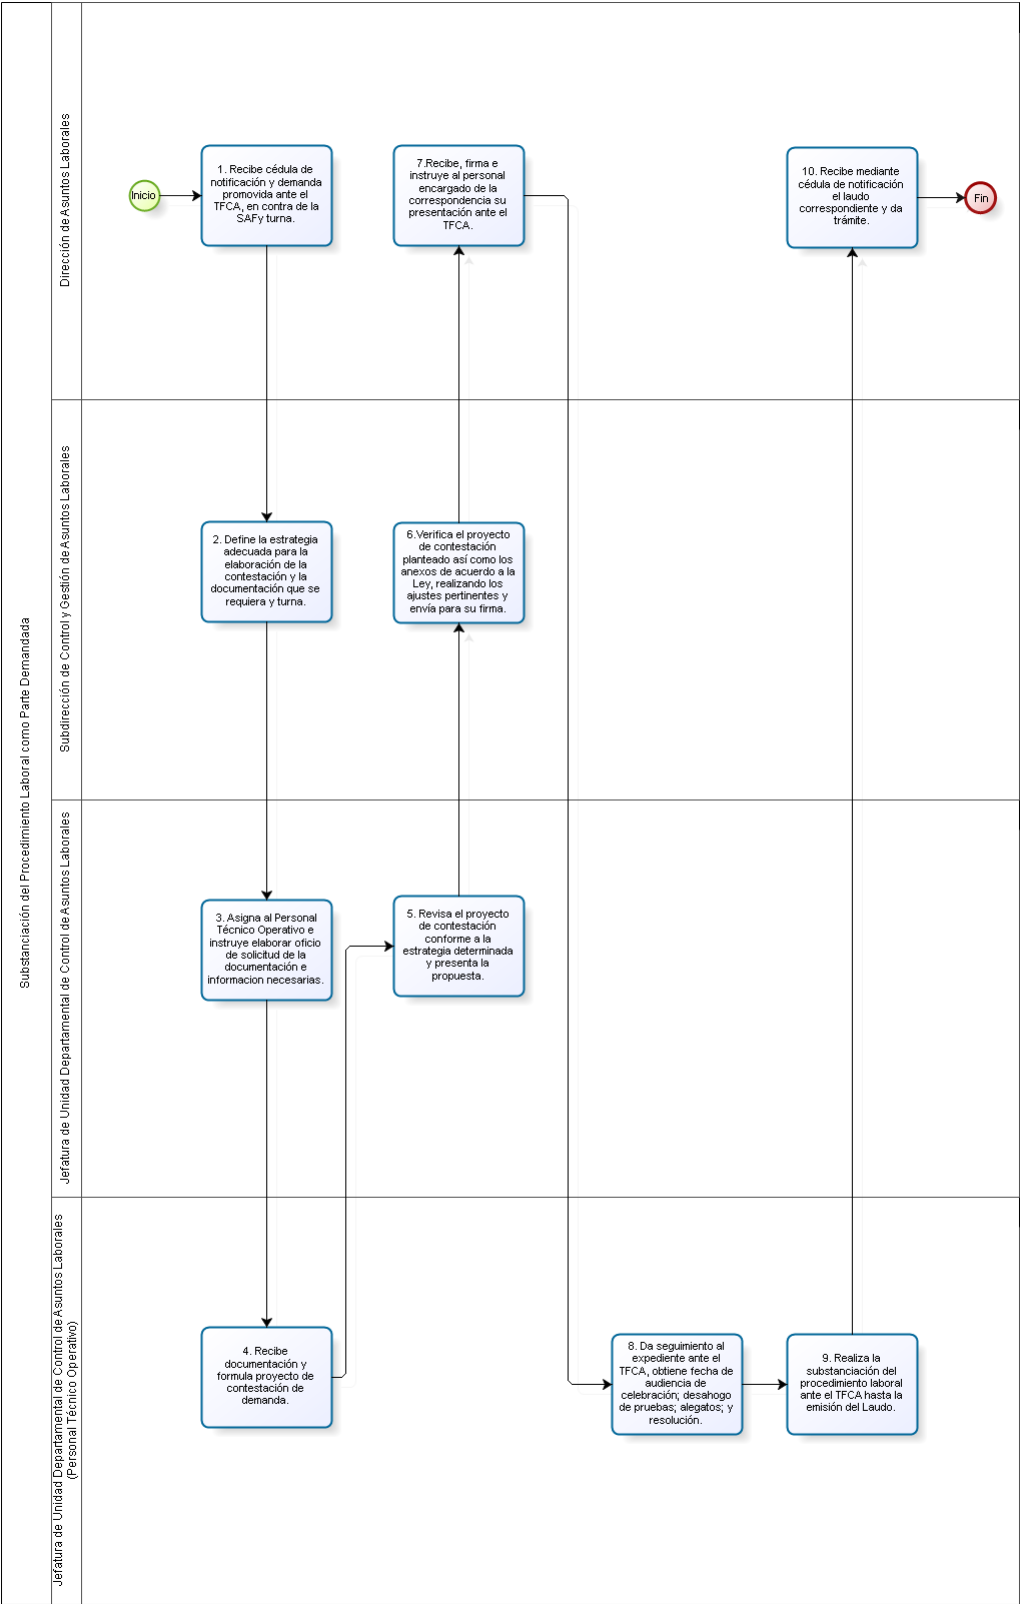 Substanciación del Procedimiento Laboral como Parte Demandada
Dirección de Asuntos Laborales
Inicio
1. Recibe cédula de
notificación y demanda
promovida ante el
TFCA, en contra de la
SAFy turna.
7.Recibe, firma e
instruye al personal
encargado de la
correspondencia su
presentación ante el
TFCA.
10. Recibe mediante
cédula de notificación
el laudo
correspondiente y da
trámite.
Fin
Subdirección de Control y Gestión de Asuntos Laborales
2. Define la estrategia
adecuada para la
elaboración de la
contestación y la
documentación que se
requiera y turna.
6.Verifica el proyecto
de contestación
planteado así como los
anexos de acuerdo a la
Ley, realizando los
ajustes pertinentes y
envía para su firma.
Jefatura de Unidad Departamental de Control de Asuntos Laborales
3. Asigna al Personal
Técnico Operativo e
instruye elaborar oficio
de solicitud de la
documentación e
informacion necesarias.
5. Revisa el proyecto
de contestación
conforme a la
estrategia determinada
y presenta la
propuesta.
Jefatura de Unidad Departamental de Control de Asuntos Laborales
(Personal Técnico Operativo)
4. Recibe
documentación y
formula proyecto de
contestación de
demanda.
8. Da seguimiento al
expediente ante el
TFCA, obtiene fecha de
audiencia de
celebración; desahogo
de pruebas; alegatos; y
resolución.
9. Realiza la
substanciación del
procedimiento laboral
ante el TFCA hasta la
emisión del Laudo.